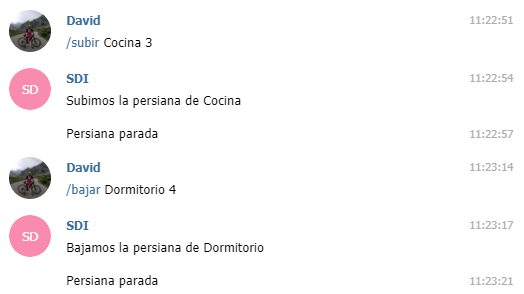 David 11:22:51
/subir Cocina 3
SD SDI 11:22:54
Subimos la persiana de Cocina
Persiana parada 11:22:57
David 11:23:14
/bajar Dormitorio 4
SD SDI 11:23:17
Bajamos la persiana de Dormitorio
Persiana parada 11:23:21